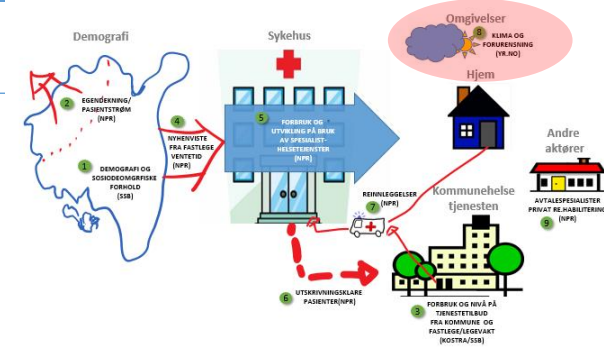 Demografi
Sykehus
Omgivelser
8
KLIMA OG
FORURENSNING
(YR.NO)
Hjem
2
EGENDEKNING/
PASIENTSTRØM
(NPR)
4
NYHENVISTE
FRA FASTLEGE
VENTETID
(NPR)
5
FORBRUK OG
UTVIKLING PÅ BRUK
AV SPESIALIST-
HELSETEJENSTER
(NPR)
1
DEMOGRAFI OG
SOSIODEOMGRFISKE
FORHOLD
(SSB)
Andre
aktører
AVTALESPESIALISTER
PRIVAT RE.HABILITERING
(NPR)
9
REINNLEGGELSER
(NPR)
7
Kommunehelse
tjenesten
6
UTSKRIVNINGSKLARE
PASIENTER(NPR)
3
FORBRUK OG NIVÅ PÅ
TJENESTETILBUD
FRA KOMMUNE OG
FASTLEGE/LEGEVAKT
(KOSTRA/SSB)